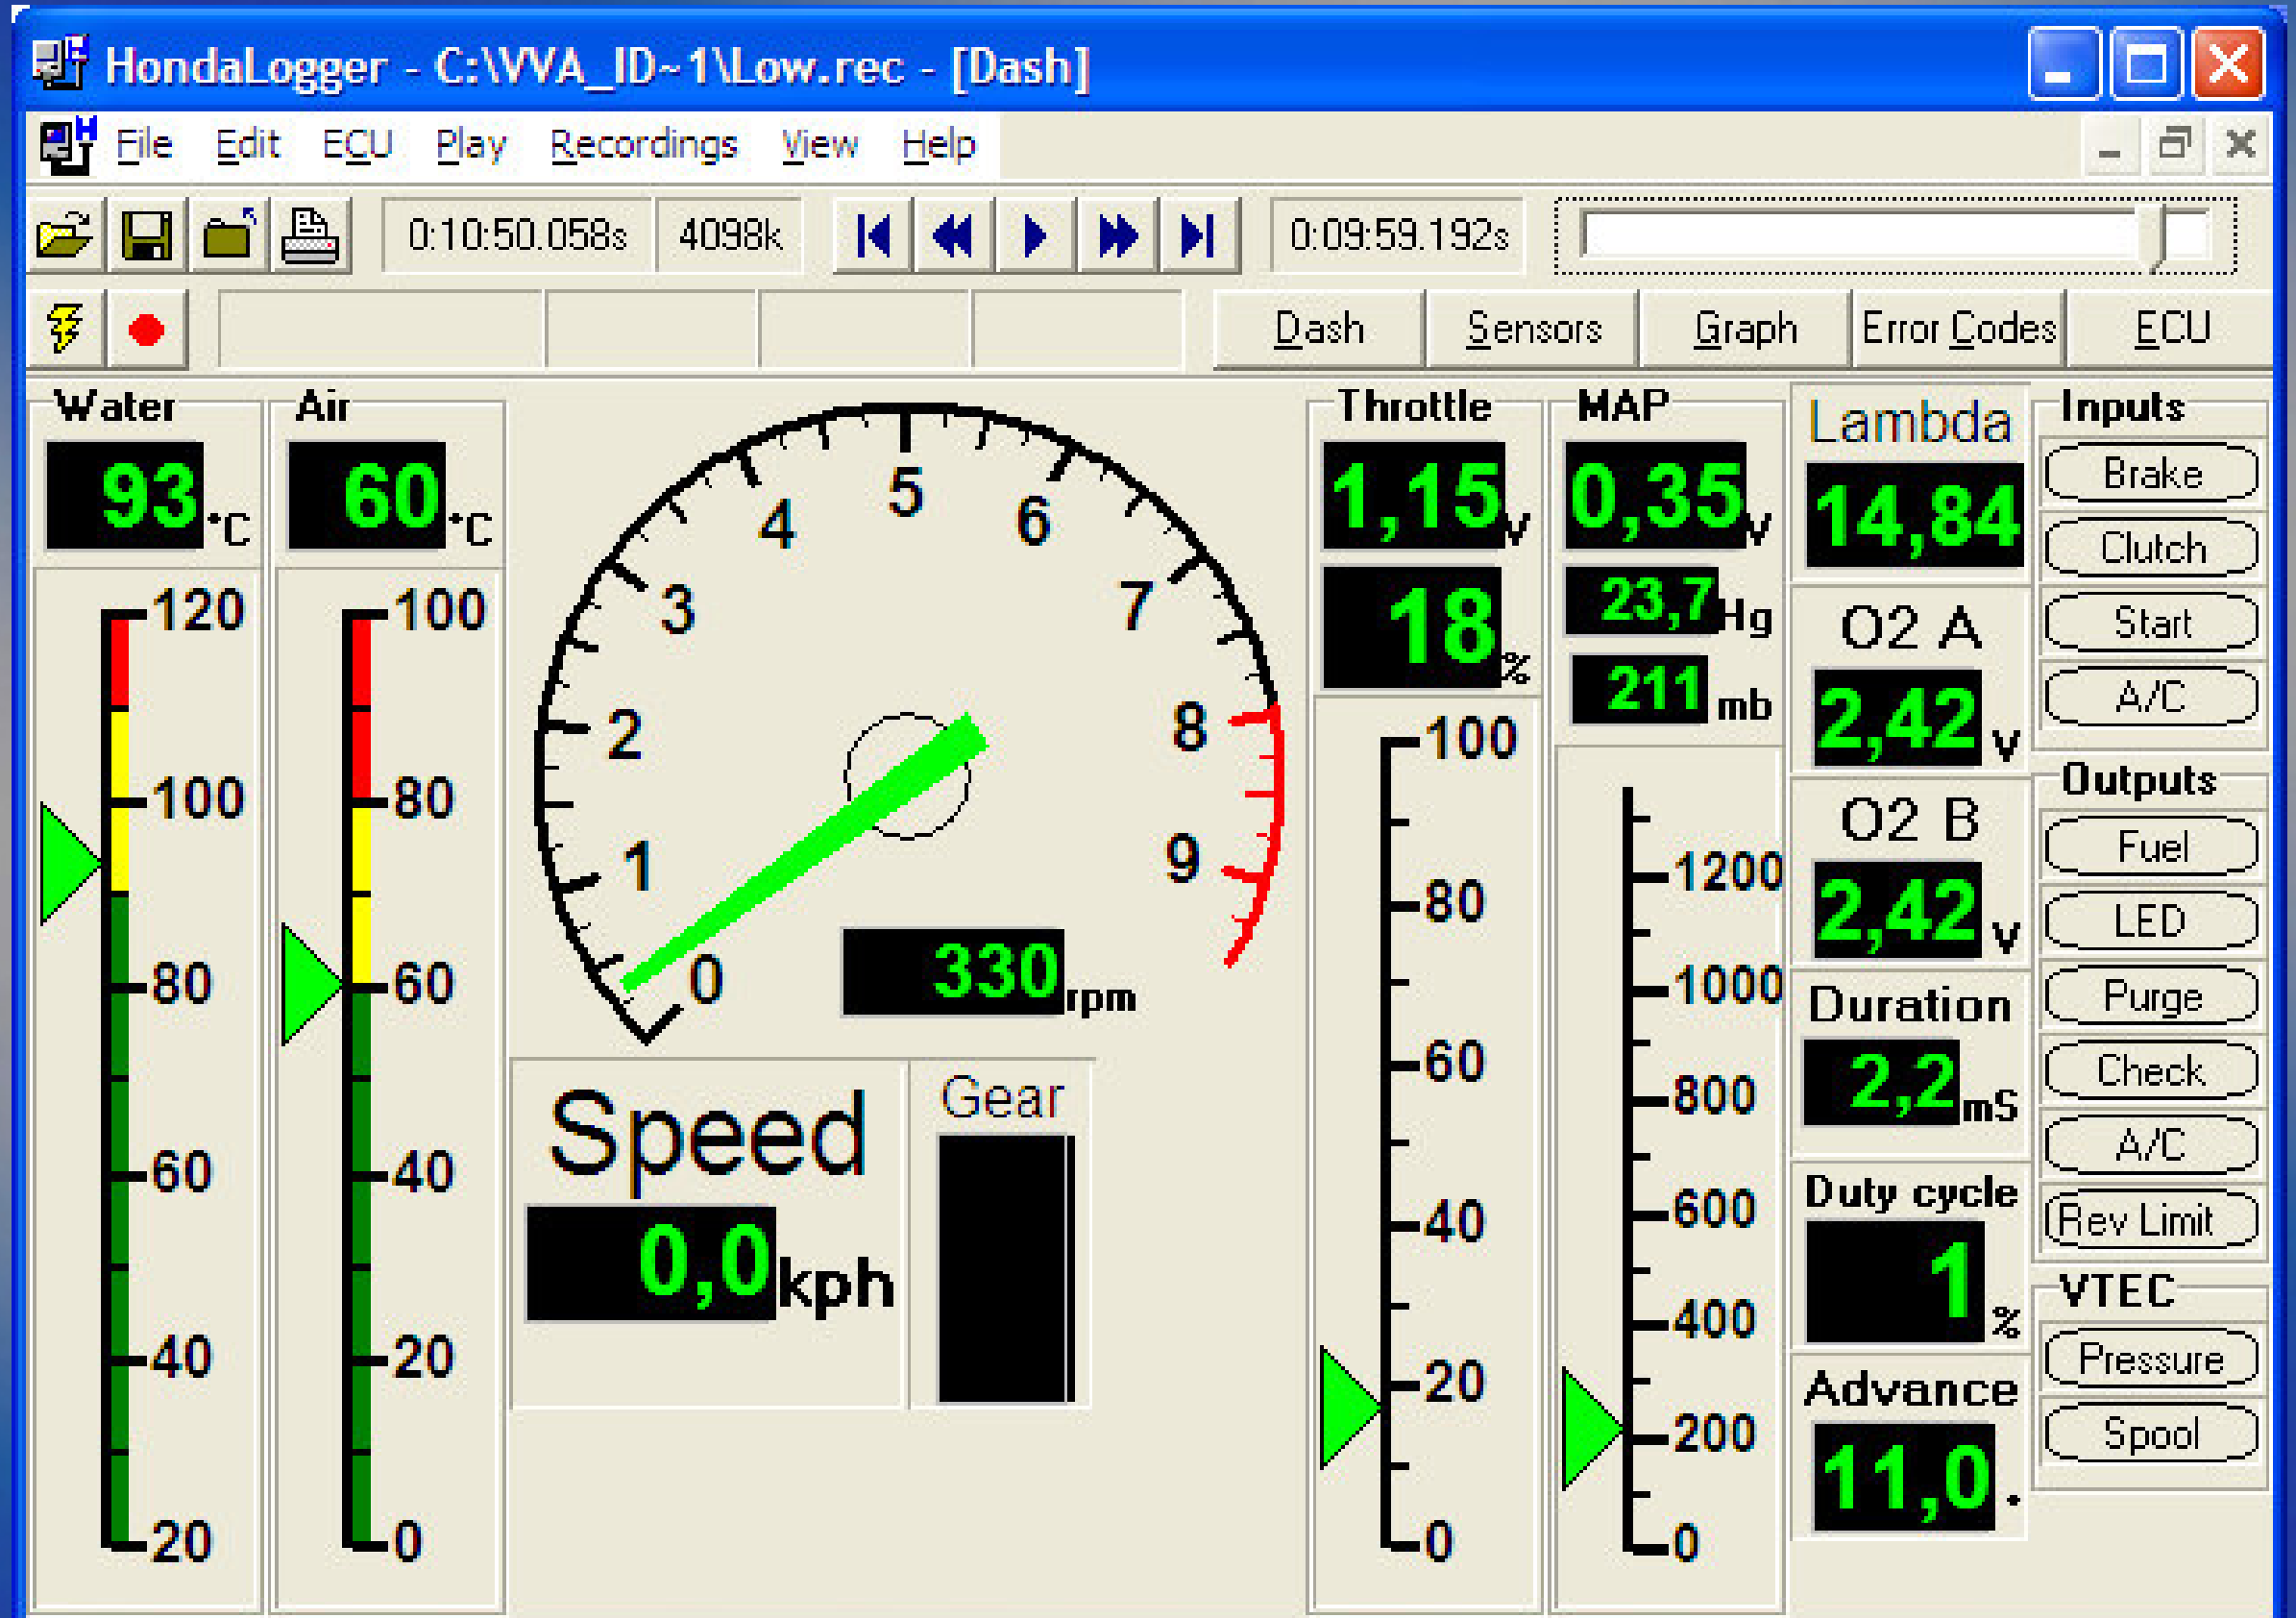 HondaLogger - C:\VVA_ID~1\Low.rec - [Dash]
File Edit ECU Play Recordings View Help
0:10:50.058s 4098k 0:09:59.192s
Dash Sensors Graph Error Codes ECU
Water
93 °C
120
100
80
60
40
20
Air
60 °C
100
80
60
40
20
0
0 1 2 3 4 5 6 7 8 9
330 rpm
Speed
0,0 kph
Gear
Throttle
1,15 V
18 %
100
80
60
40
20
0
MAP
0,35 V
23,7 Hg
211 mb
1200
1000
800
600
400
200
0
Lambda
14,84
O2 A
2,42 V
O2 B
2,42 V
Duration
2,2 mS
Duty cycle
1 %
Advance
11,0 °
Inputs
Brake
Clutch
Start
A/C
Outputs
Fuel
LED
Purge
Check
A/C
Rev Limit
VTEC
Pressure
Spool